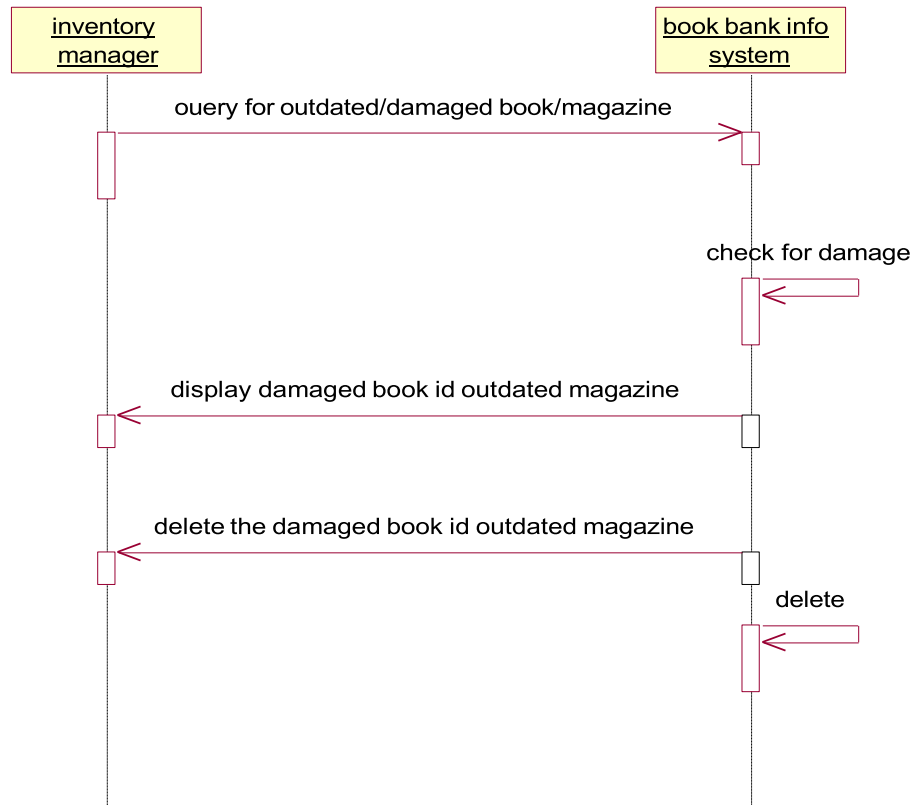 inventory
manager
book bank info
system
ouery for outdated/damaged book/magazine
check for damage
display damaged book id outdated magazine
delete the damaged book id outdated magazine
delete